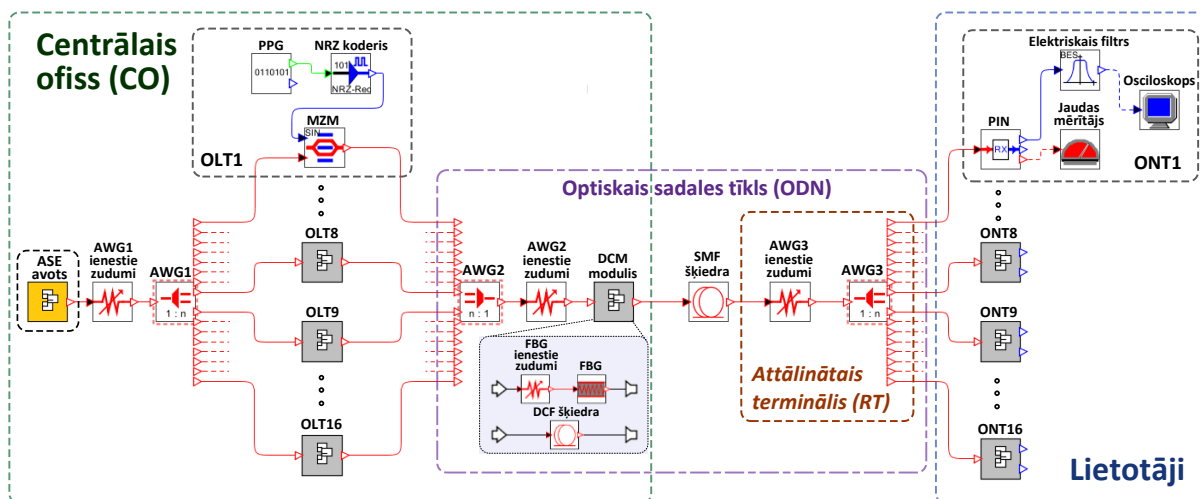 Centrālais
ofiss (CO)
PPG
0110101
NRZ koderis
101
NRZ-Rec
MZM
SIN
OLT1
ASE
avots
AWG1
ienestie
zudumi
AWG1
1 : n
OLT8
OLT9
OLT16
Optiskais sadales tīkls (ODN)
AWG2
n : 1
AWG2
ienestie
zudumi
DCM
modulis
FBG
ienestie
zudumi
FBG
DCF šķiedra
SMF
šķiedra
AWG3
ienestie
zudumi
AWG3
1 : n
Attālinātais
terminālis (RT)
Elektriskais filtrs
BES
Osciloskops
Jaudas
mērītājs
PIN
RX
ONT1
ONT8
ONT9
ONT16
Lietotāji